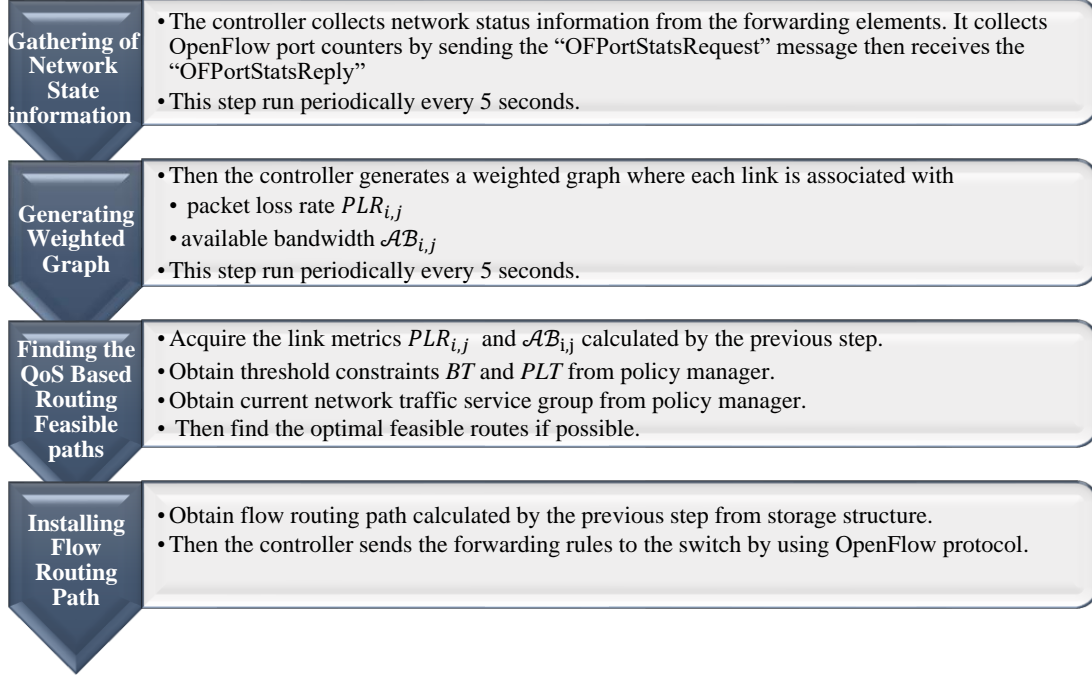 Gathering of
Network
State
information
• The controller collects network status information from the forwarding elements. It collects
OpenFlow port counters by sending the “OFPortStatsRequest” message then receives the
“OFPortStatsReply”
• This step run periodically every 5 seconds.
Generating
Weighted
Graph
• Then the controller generates a weighted graph where each link is associated with
• packet loss rate PLR_{i,j}
• available bandwidth 𝒜ℬ_{i,j}
• This step run periodically every 5 seconds.
Finding the
QoS Based
Routing
Feasible
paths
• Acquire the link metrics PLR_{i,j} and 𝒜ℬ_{i,j} calculated by the previous step.
• Obtain threshold constraints BT and PLT from policy manager.
• Obtain current network traffic service group from policy manager.
• Then find the optimal feasible routes if possible.
Installing
Flow
Routing
Path
• Obtain flow routing path calculated by the previous step from storage structure.
• Then the controller sends the forwarding rules to the switch by using OpenFlow protocol.